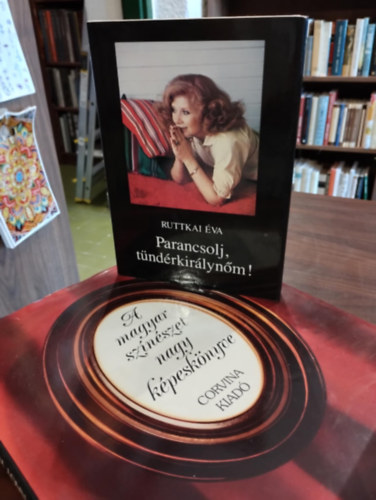 RUTTKAI ÉVA
Parancsolj,
tündérkirálynőm!
A
magyar
színészet
nagy
képeskönyve
CORVINA
KIADÓ